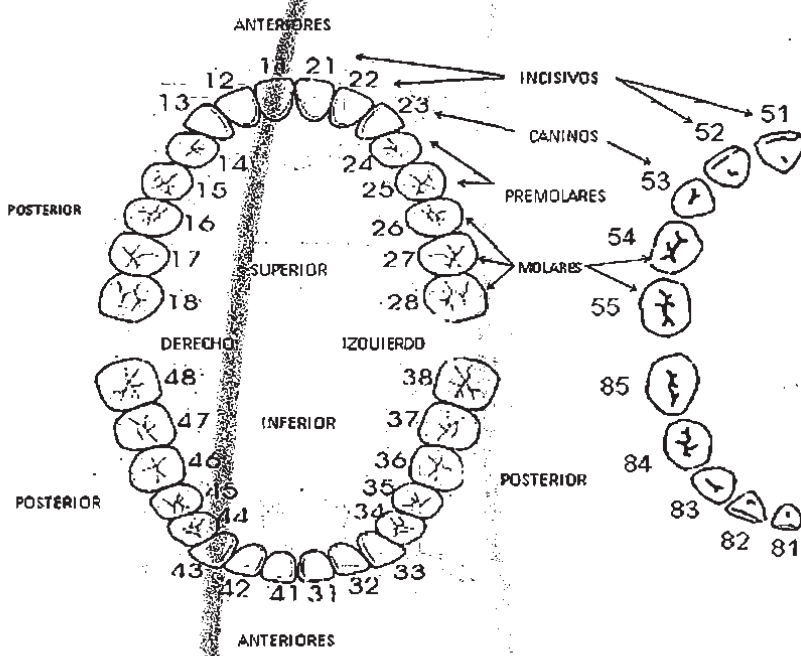 ANTERIORES
12 11 21 22
13 23
INCISIVOS
51
52
CANINOS
53
14 24
15 25
PREMOLARES
POSTERIOR
16 26
54
17 27
SUPERIOR
MOLARES
18 28
55
DERECHO IZQUIERDO
48 38
85
47 37
INFERIOR
46 36
84
POSTERIOR
POSTERIOR
45 35
83
44 34
82 81
43 33
42 41 31 32
ANTERIORES